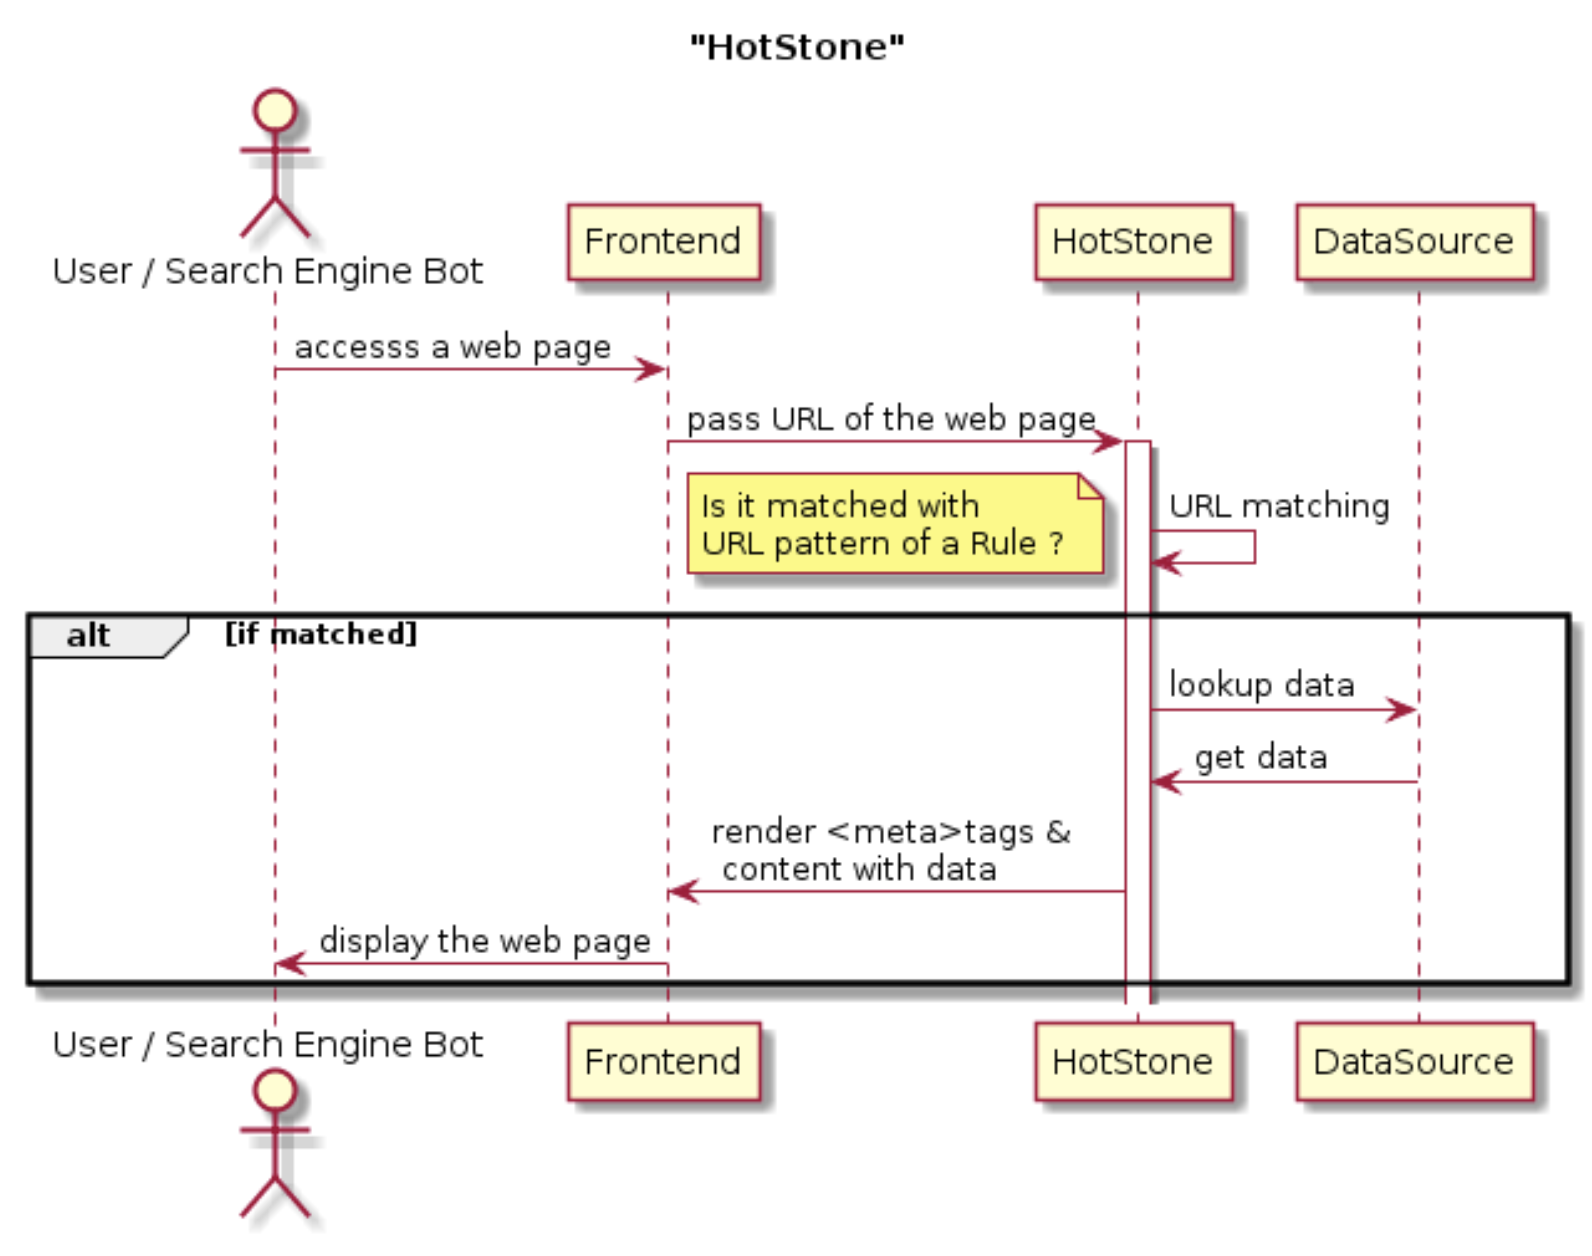 "HotStone"
User / Search Engine Bot
Frontend
HotStone
DataSource
accesss a web page
pass URL of the web page
Is it matched with
URL pattern of a Rule ?
URL matching
alt
[if matched]
lookup data
get data
render <meta>tags &
content with data
display the web page
User / Search Engine Bot
Frontend
HotStone
DataSource